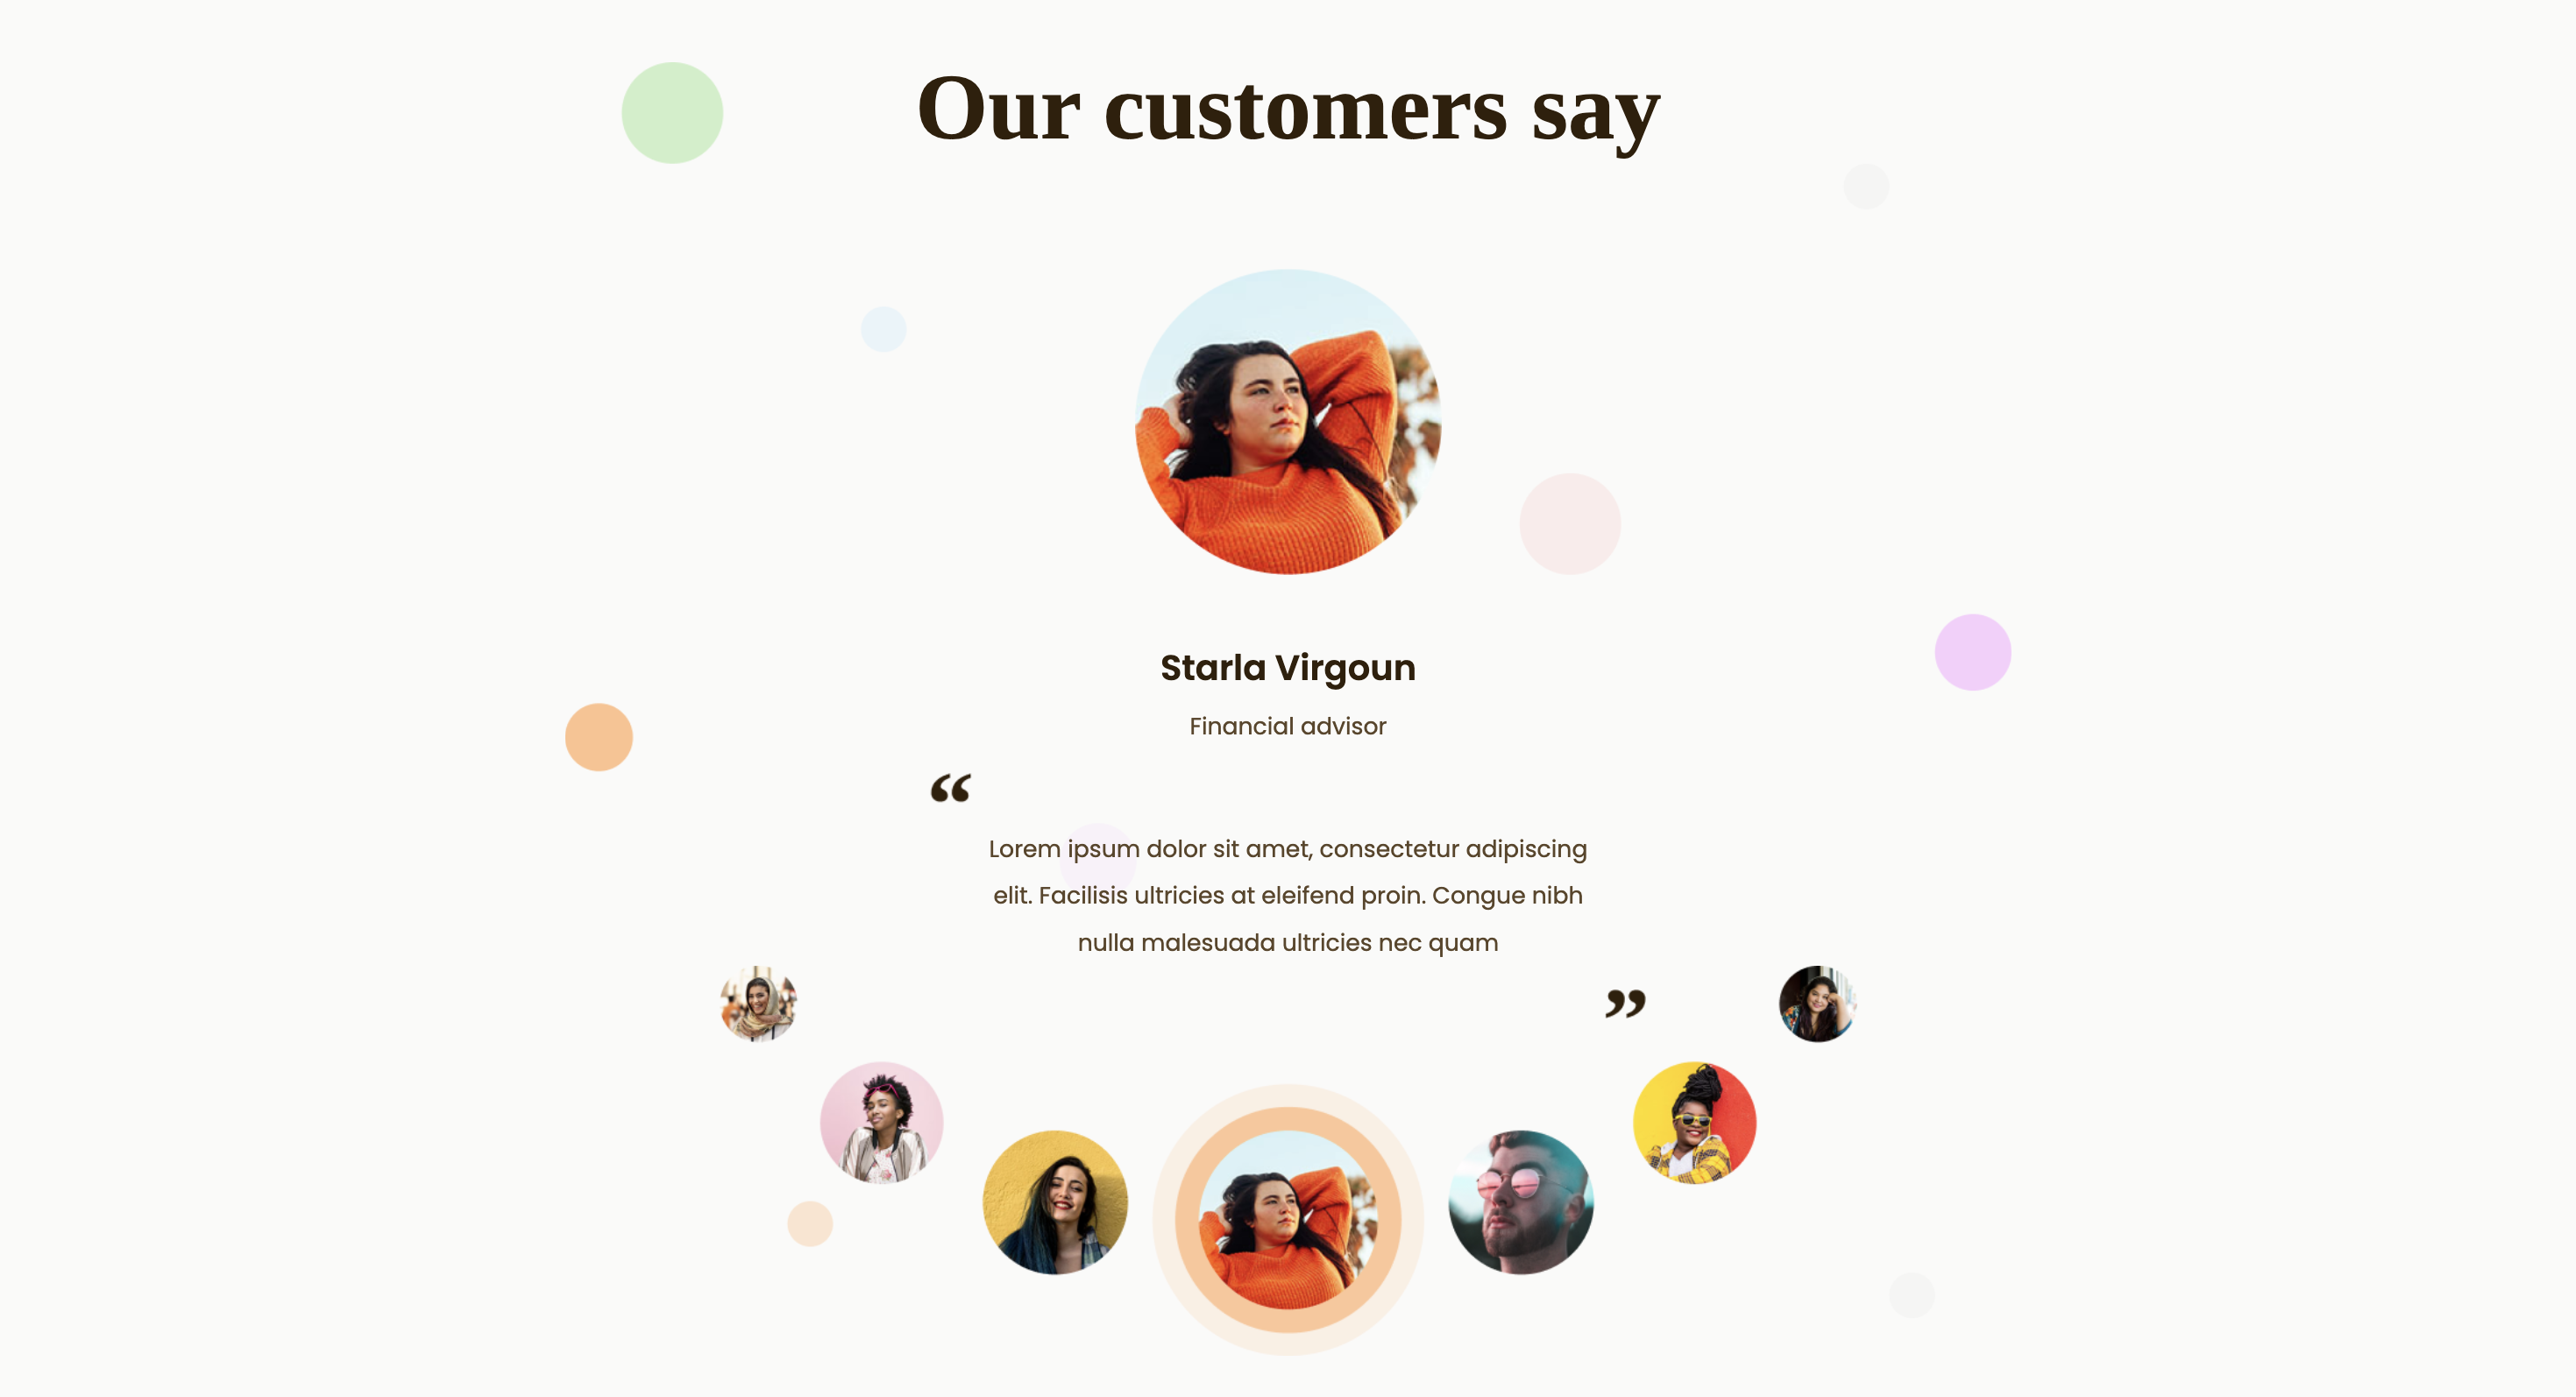 Our customers say
Starla Virgoun
Financial advisor
“
Lorem ipsum dolor sit amet, consectetur adipiscing
elit. Facilisis ultricies at eleifend proin. Congue nibh
nulla malesuada ultricies nec quam
”